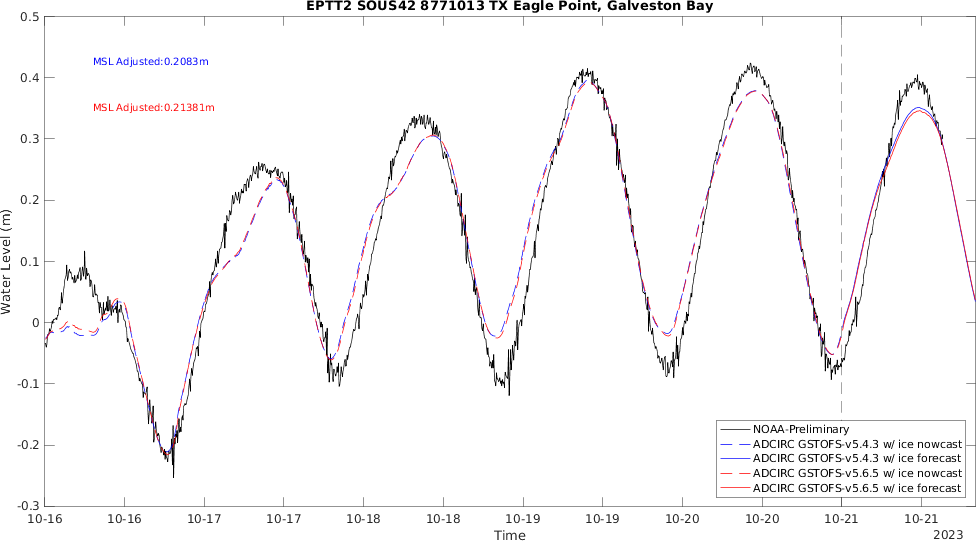 EPTT2 SOUS42 8771013 TX Eagle Point, Galveston Bay
0.5
MSL Adjusted:0.2083m
0.4
MSL Adjusted:0.21381m
0.3
0.2
0.1
0
-0.1
-0.2
-0.3
Water Level (m)
NOAA-Preliminary
ADCIRC GSTOFS-v5.4.3 w/ ice nowcast
ADCIRC GSTOFS-v5.4.3 w/ ice forecast
ADCIRC GSTOFS-v5.6.5 w/ ice nowcast
ADCIRC GSTOFS-v5.6.5 w/ ice forecast
10-16 10-16 10-17 10-17 10-18 10-18 10-19 10-19 10-20 10-20 10-21 10-21
Time
2023